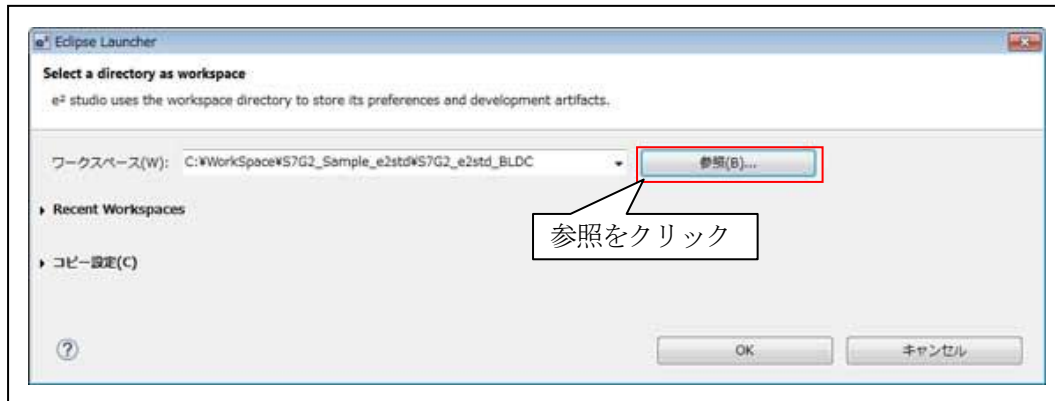 e² Eclipse Launcher
Select a directory as workspace
e² studio uses the workspace directory to store its preferences and development artifacts.
ワークスペース(W): C:¥WorkSpace¥S7G2_Sample_e2std¥S7G2_e2std_BLDC 参照(B)...
Recent Workspaces
参照をクリック
コピー設定(C)
? OK キャンセル